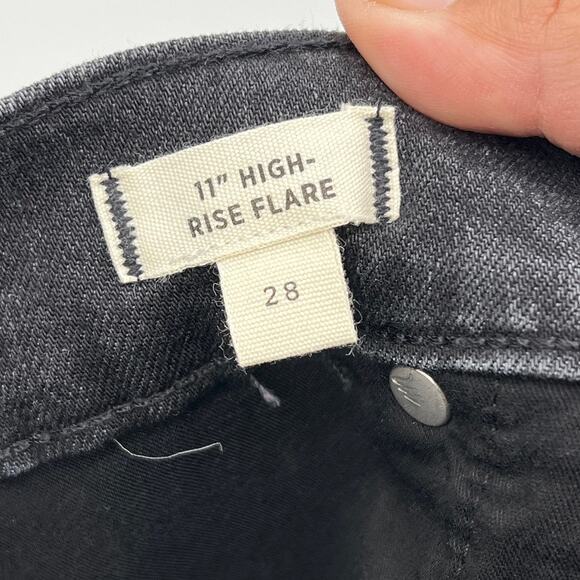 11" HIGH-
RISE FLARE
28